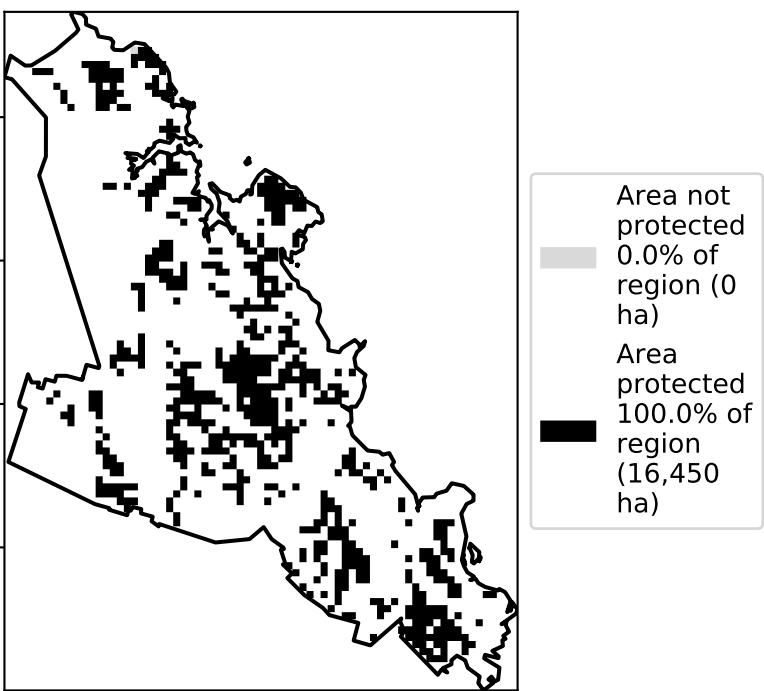 Area not
protected
0.0% of
region (0
ha)
Area
protected
100.0% of
region
(16,450
ha)